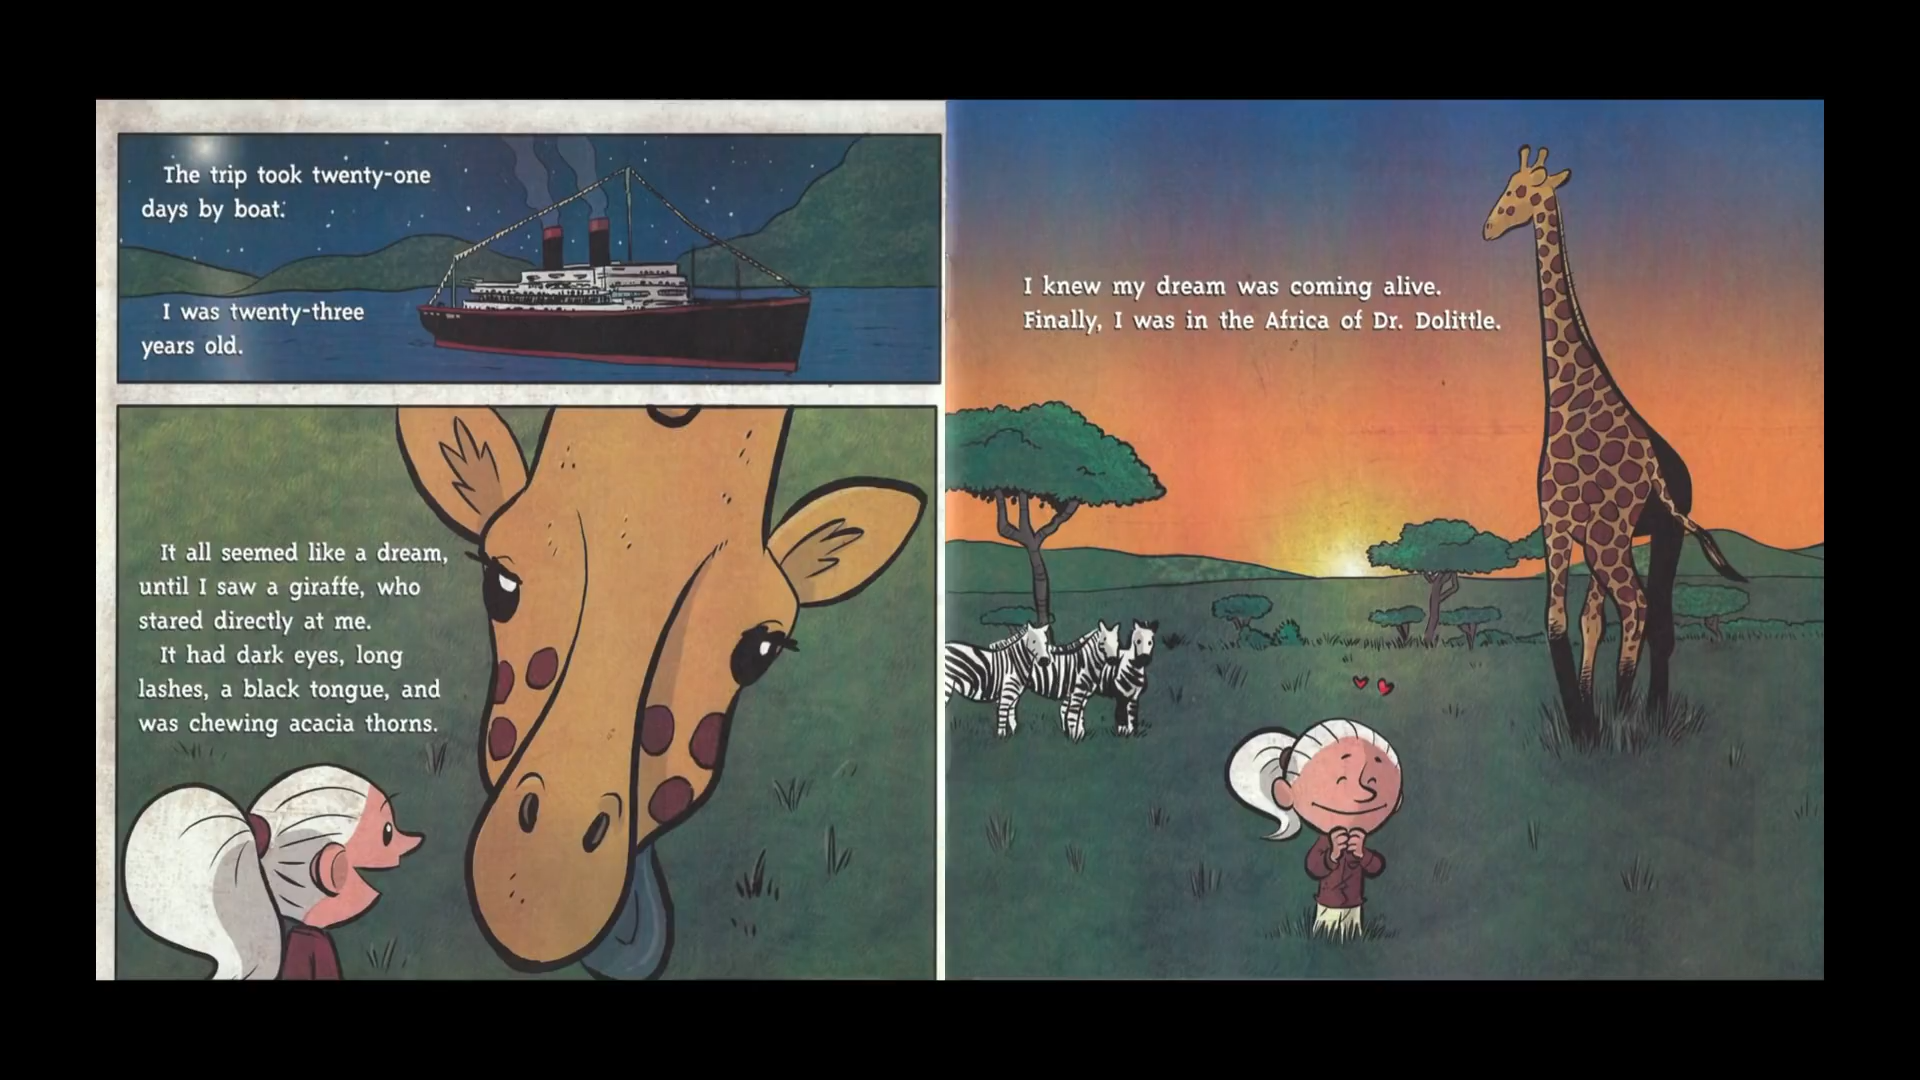 The trip took twenty-one
days by boat.
I was twenty-three
years old.
It all seemed like a dream,
until I saw a giraffe, who
stared directly at me.
It had dark eyes, long
lashes, a black tongue, and
was chewing acacia thorns.
I knew my dream was coming alive.
Finally, I was in the Africa of Dr. Dolittle.